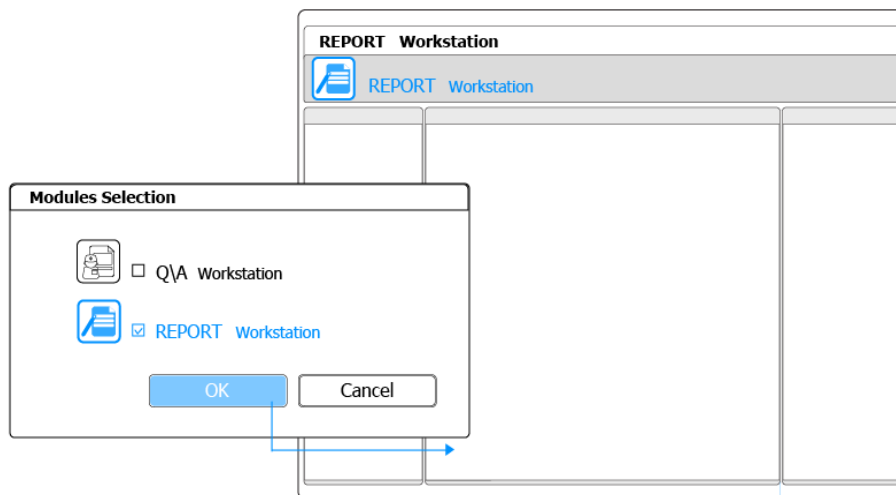 REPORT Workstation
REPORT Workstation
Modules Selection
Q\A Workstation
REPORT Workstation
OK
Cancel